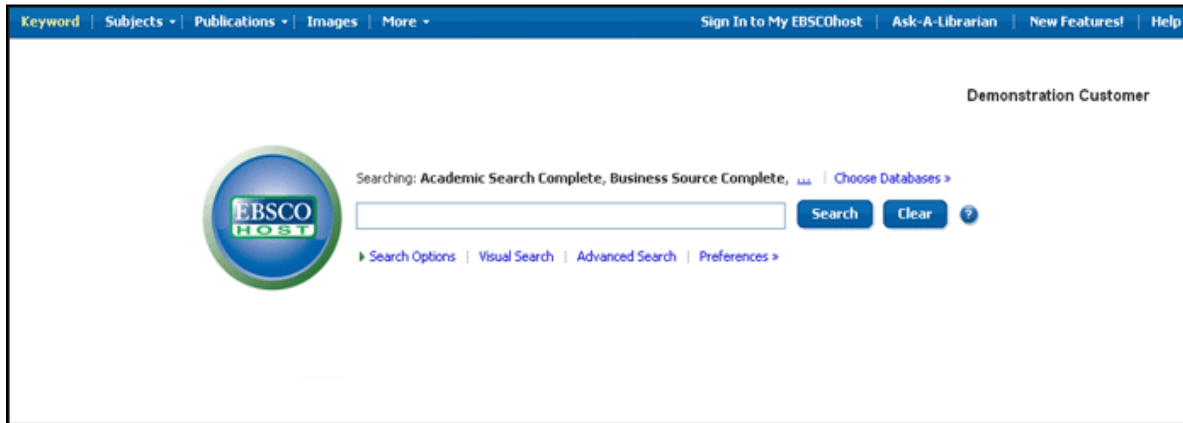 Keyword | Subjects | Publications | Images | More Sign In to My EBSCOhost | Ask-A-Librarian | New Features! | Help
Demonstration Customer
Searching: Academic Search Complete, Business Source Complete, ... | Choose Databases »
EBSCO
HOST
Search Clear ?
Search Options | Visual Search | Advanced Search | Preferences »